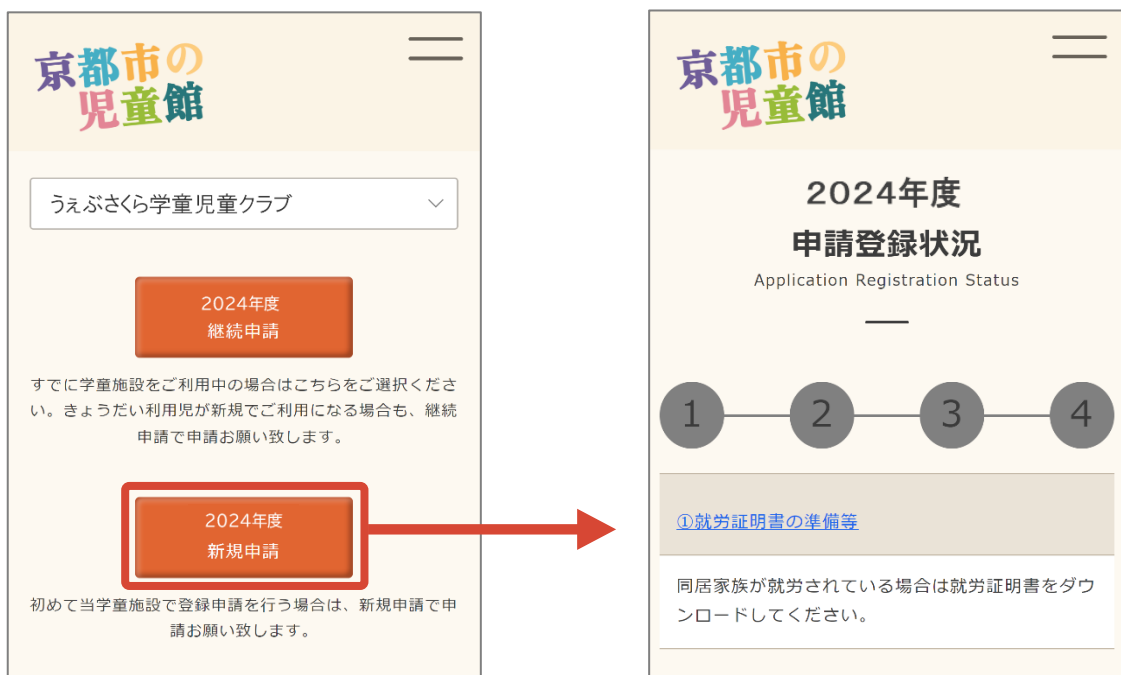 京都市の
児童館
うぇぶさくら学童児童クラブ
2024年度
継続申請
すでに学童施設をご利用中の場合はこちらをご選択くださ
い。きょうだい利用児が新規でご利用になる場合も、継続
申請で申請お願い致します。
2024年度
新規申請
初めて当学童施設で登録申請を行う場合は、新規申請で申
請お願い致します。
京都市の
児童館
2024年度
申請登録状況
Application Registration Status
1
2
3
4
①就労証明書の準備等
同居家族が就労されている場合は就労証明書をダウ
ンロードしてください。